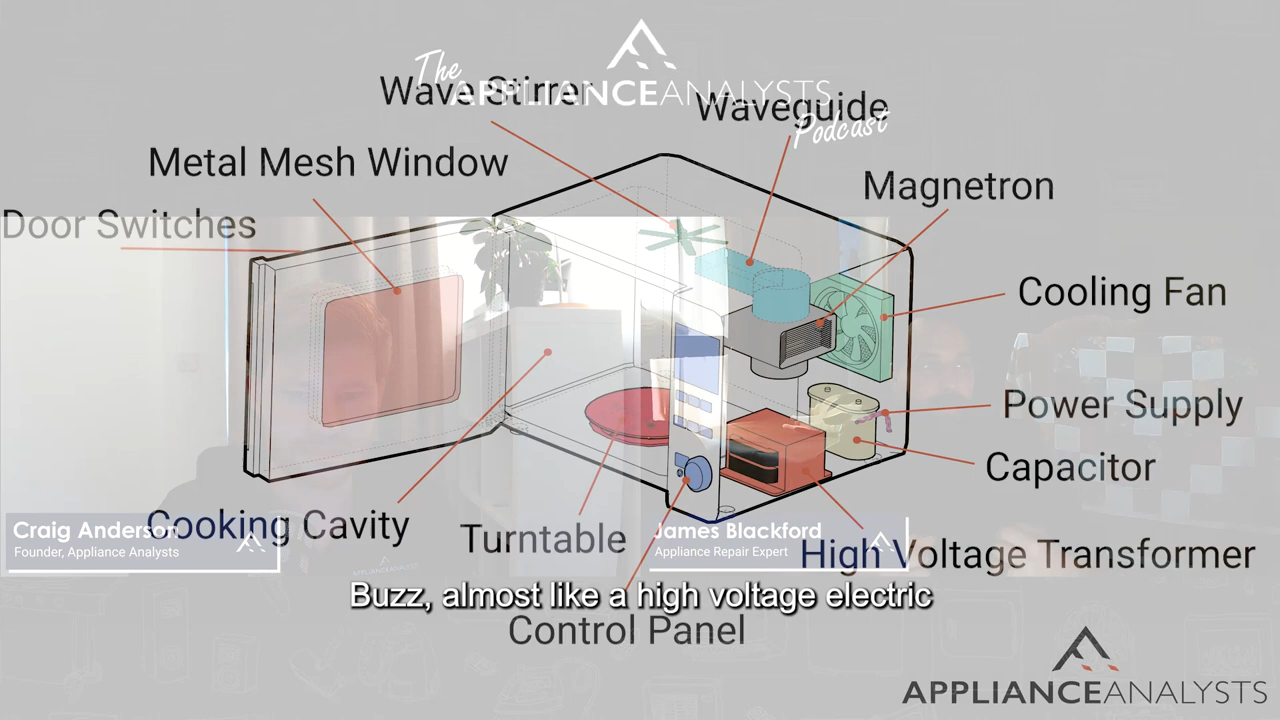 The
APPLIANCEANALYSTS
Podcast
Wave Stirrer
Waveguide
Metal Mesh Window
Magnetron
Door Switches
Cooling Fan
Power Supply
Capacitor
Craig Anderson
Founder, Appliance Analysts
Cooking Cavity
Turntable
James Blackford
Appliance Repair Expert
High Voltage Transformer
Buzz, almost like a high voltage electric
Control Panel
APPLIANCEANALYSTS